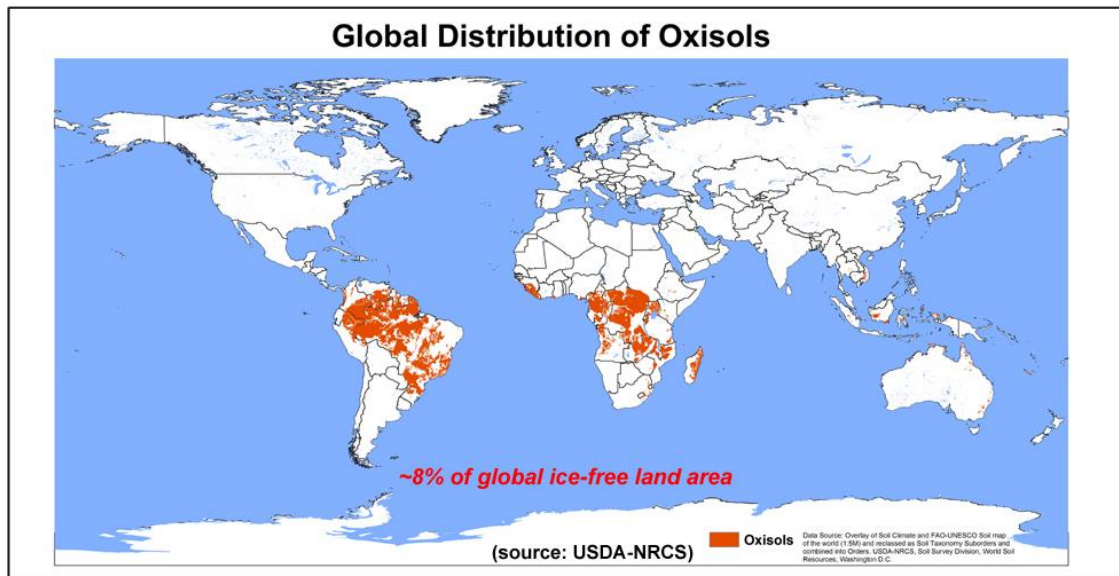 Global Distribution of Oxisols
~8% of global ice-free land area
(source: USDA-NRCS)
Oxisols
Data Source: Overlay of Soil Climate and FAO-UNESCO Soil map
of the world (1:5M) and reclassed as Soil Taxonomy Suborders and
combined into Orders. USDA-NRCS, Soil Survey Division, World Soil
Resources, Washington D.C.